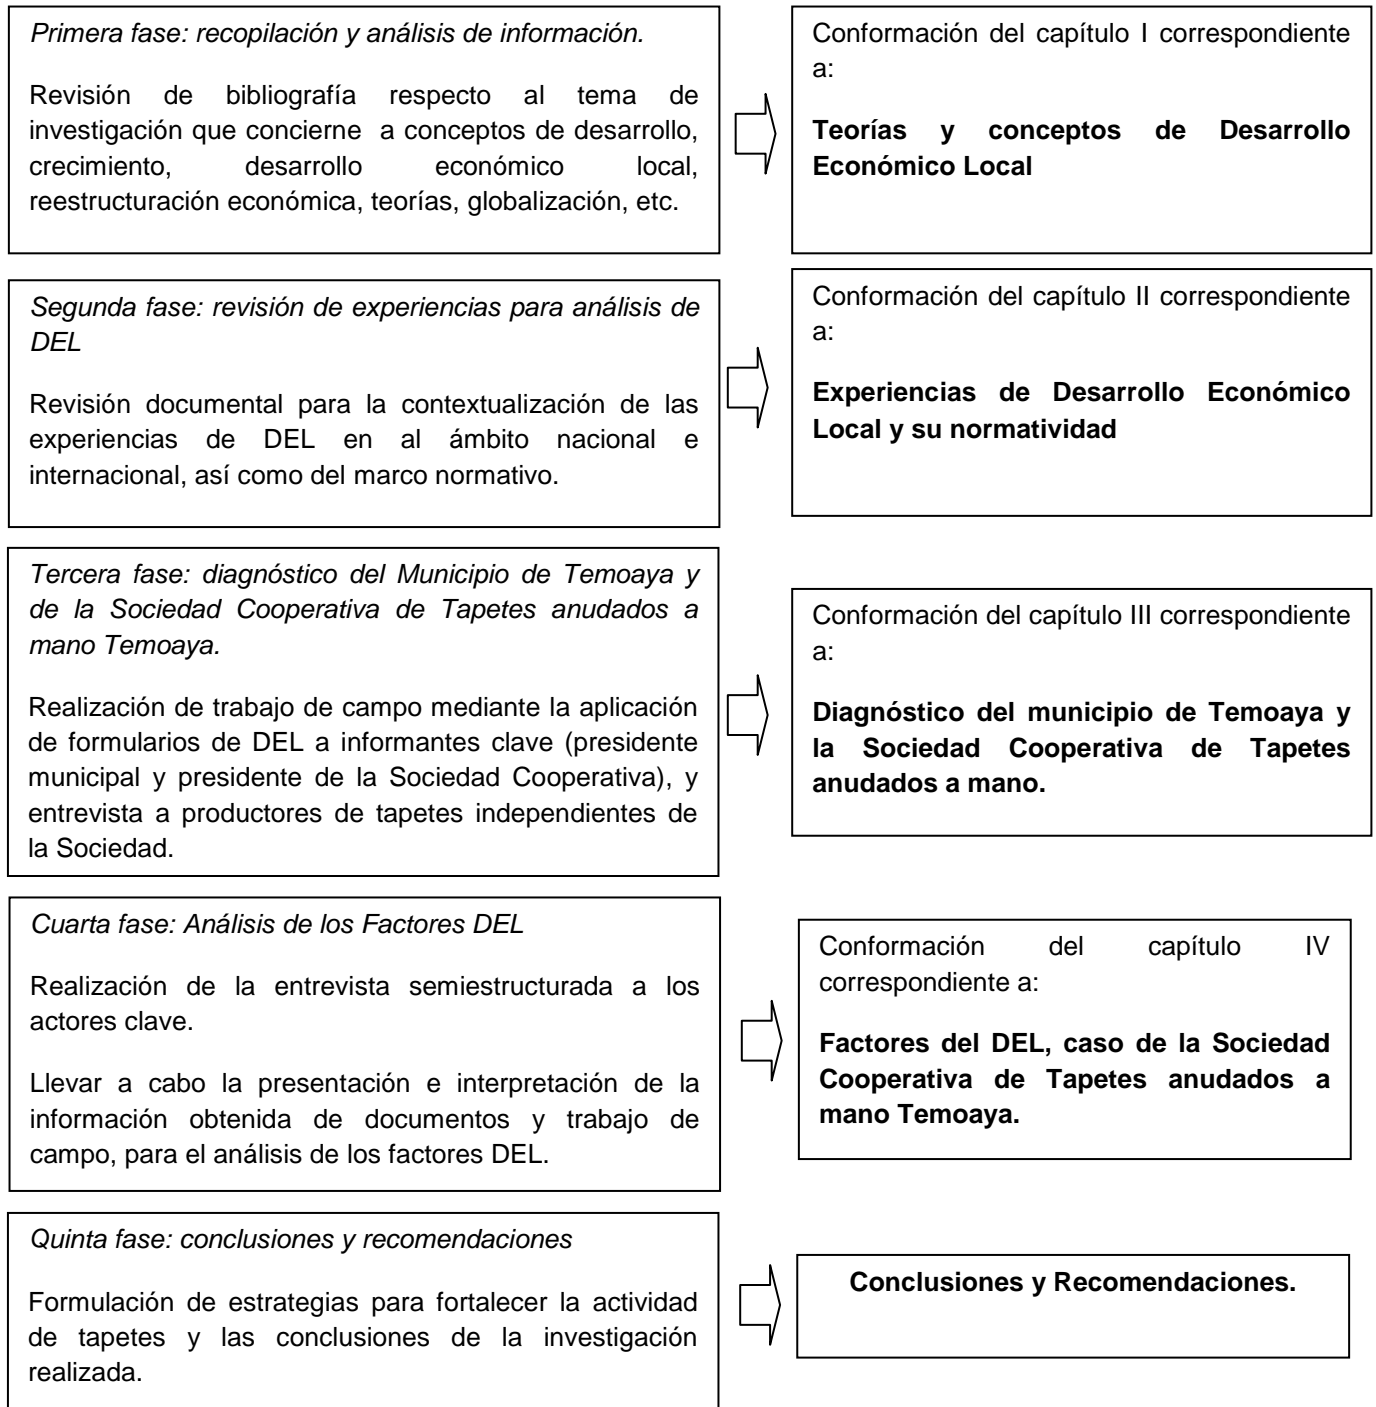 Primera fase: recopilación y análisis de información.
Revisión de bibliografía respecto al tema de
investigación que concierne a conceptos de desarrollo,
crecimiento, desarrollo económico local,
reestructuración económica, teorías, globalización, etc.
Conformación del capítulo I correspondiente
a:
Teorías y conceptos de Desarrollo
Económico Local
Segunda fase: revisión de experiencias para análisis de
DEL
Revisión documental para la contextualización de las
experiencias de DEL en al ámbito nacional e
internacional, así como del marco normativo.
Conformación del capítulo II correspondiente
a:
Experiencias de Desarrollo Económico
Local y su normatividad
Tercera fase: diagnóstico del Municipio de Temoaya y
de la Sociedad Cooperativa de Tapetes anudados a
mano Temoaya.
Realización de trabajo de campo mediante la aplicación
de formularios de DEL a informantes clave (presidente
municipal y presidente de la Sociedad Cooperativa), y
entrevista a productores de tapetes independientes de
la Sociedad.
Conformación del capítulo III correspondiente
a:
Diagnóstico del municipio de Temoaya y
la Sociedad Cooperativa de Tapetes
anudados a mano.
Cuarta fase: Análisis de los Factores DEL
Realización de la entrevista semiestructurada a los
actores clave.
Llevar a cabo la presentación e interpretación de la
información obtenida de documentos y trabajo de
campo, para el análisis de los factores DEL.
Conformación del capítulo IV
correspondiente a:
Factores del DEL, caso de la Sociedad
Cooperativa de Tapetes anudados a
mano Temoaya.
Quinta fase: conclusiones y recomendaciones
Formulación de estrategias para fortalecer la actividad
de tapetes y las conclusiones de la investigación
realizada.
Conclusiones y Recomendaciones.